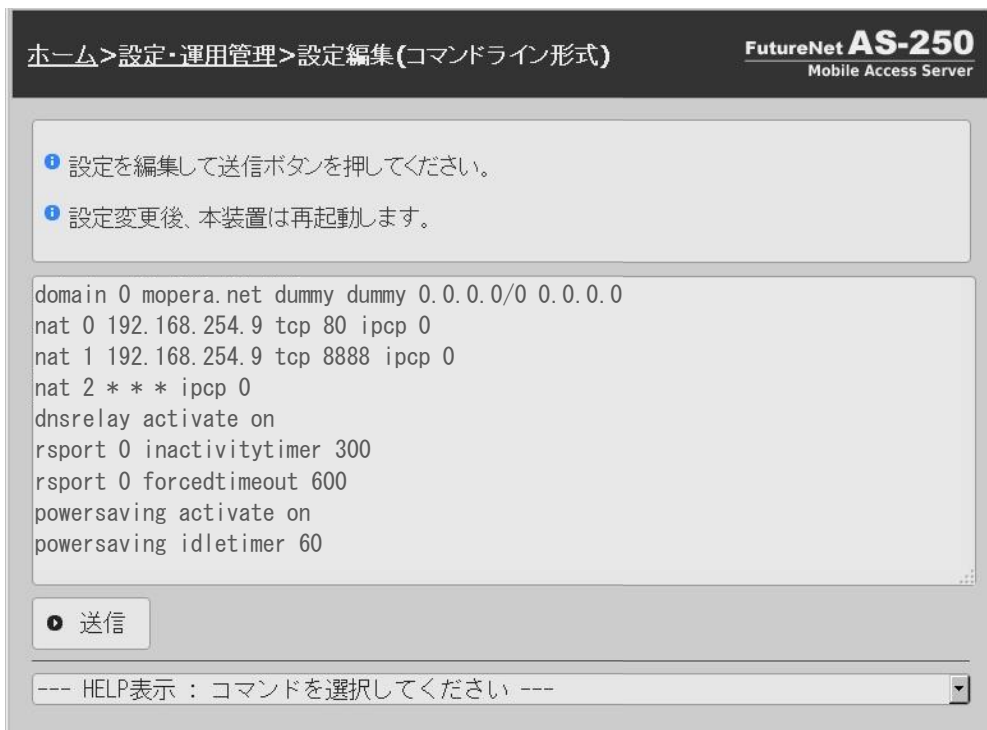 ホーム>設定・運用管理>設定編集(コマンドライン形式)
FutureNet AS-250
Mobile Access Server
設定を編集して送信ボタンを押してください。
設定変更後、本装置は再起動します。
domain 0 mopera.net dummy dummy 0.0.0.0/0 0.0.0.0
nat 0 192.168.254.9 tcp 80 ipcp 0
nat 1 192.168.254.9 tcp 8888 ipcp 0
nat 2 * * * ipcp 0
dnsrelay activate on
rsport 0 inactivitytimer 300
rsport 0 forcedtimeout 600
powersaving activate on
powersaving idletimer 60
送信
--- HELP表示 : コマンドを選択してください ---